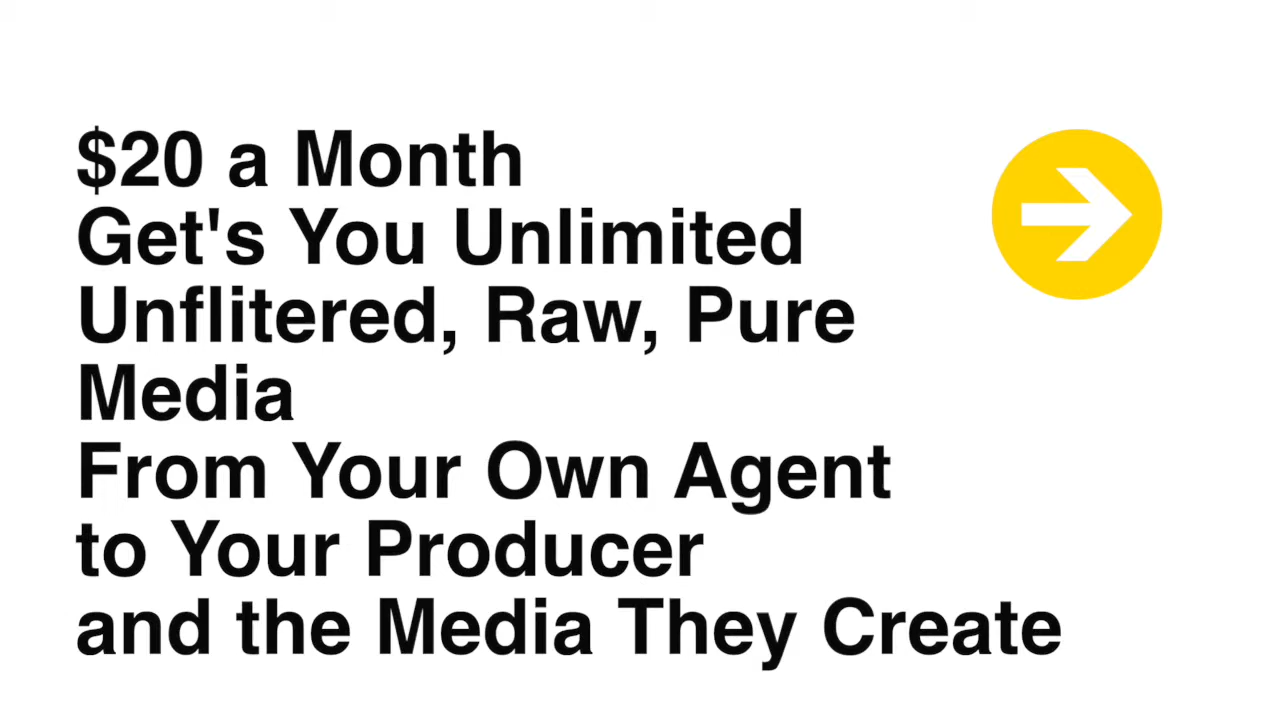 $20 a Month
Get's You Unlimited
Unflitered, Raw, Pure
Media
From Your Own Agent
to Your Producer
and the Media They Create